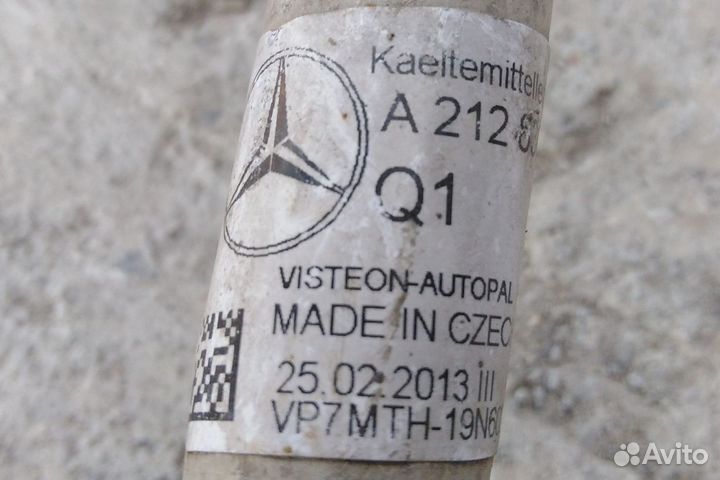 Kaeltemittelle
A 212 8
Q1
VISTEON-AUTOPAL
MADE IN CZEC
25.02.2013 III
VP7MTH-19N6
Avito